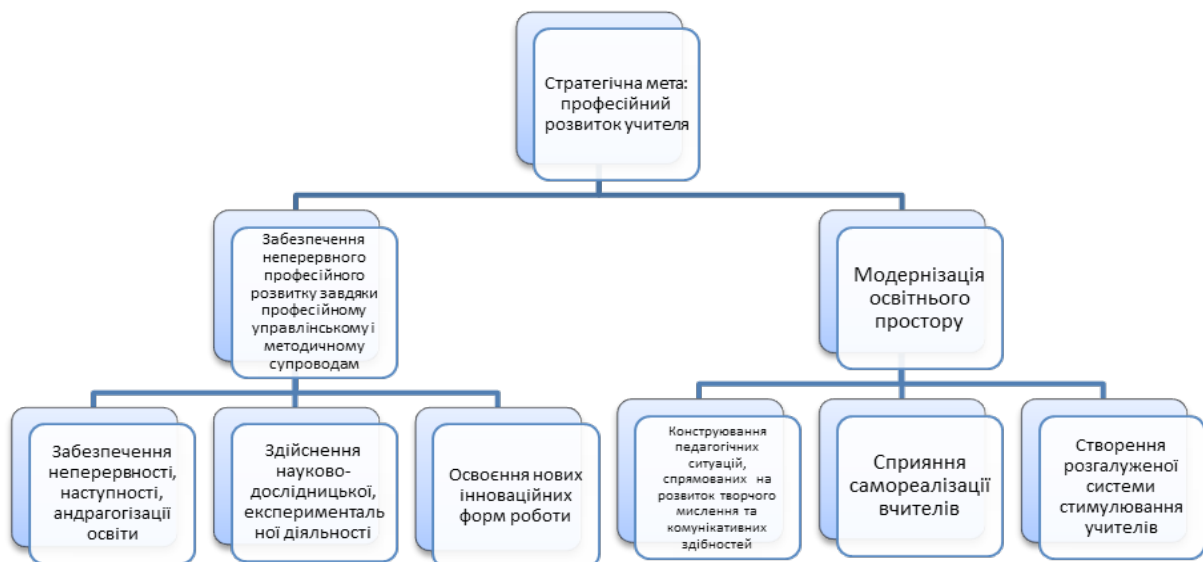 Стратегічна мета:
професійний
розвиток учителя
Забезпечення
неперервного
професійного
розвитку завдяки
професійному
управлінському і
методичному
супроводам
Модернізація
освітнього
простору
Забезпечення
неперервності,
наступності,
андрагогізації
освіти
Здійснення
науково-
дослідницької,
експерименталь
ної діяльності
Освоєння нових
інноваційних
форм роботи
Конструювання
педагогічних
ситуацій,
спрямованих на
розвиток творчого
мислення та
комунікативних
здібностей
Сприяння
самореалізації
вчителів
Створення
розгалуженої
системи
стимулювання
учителів